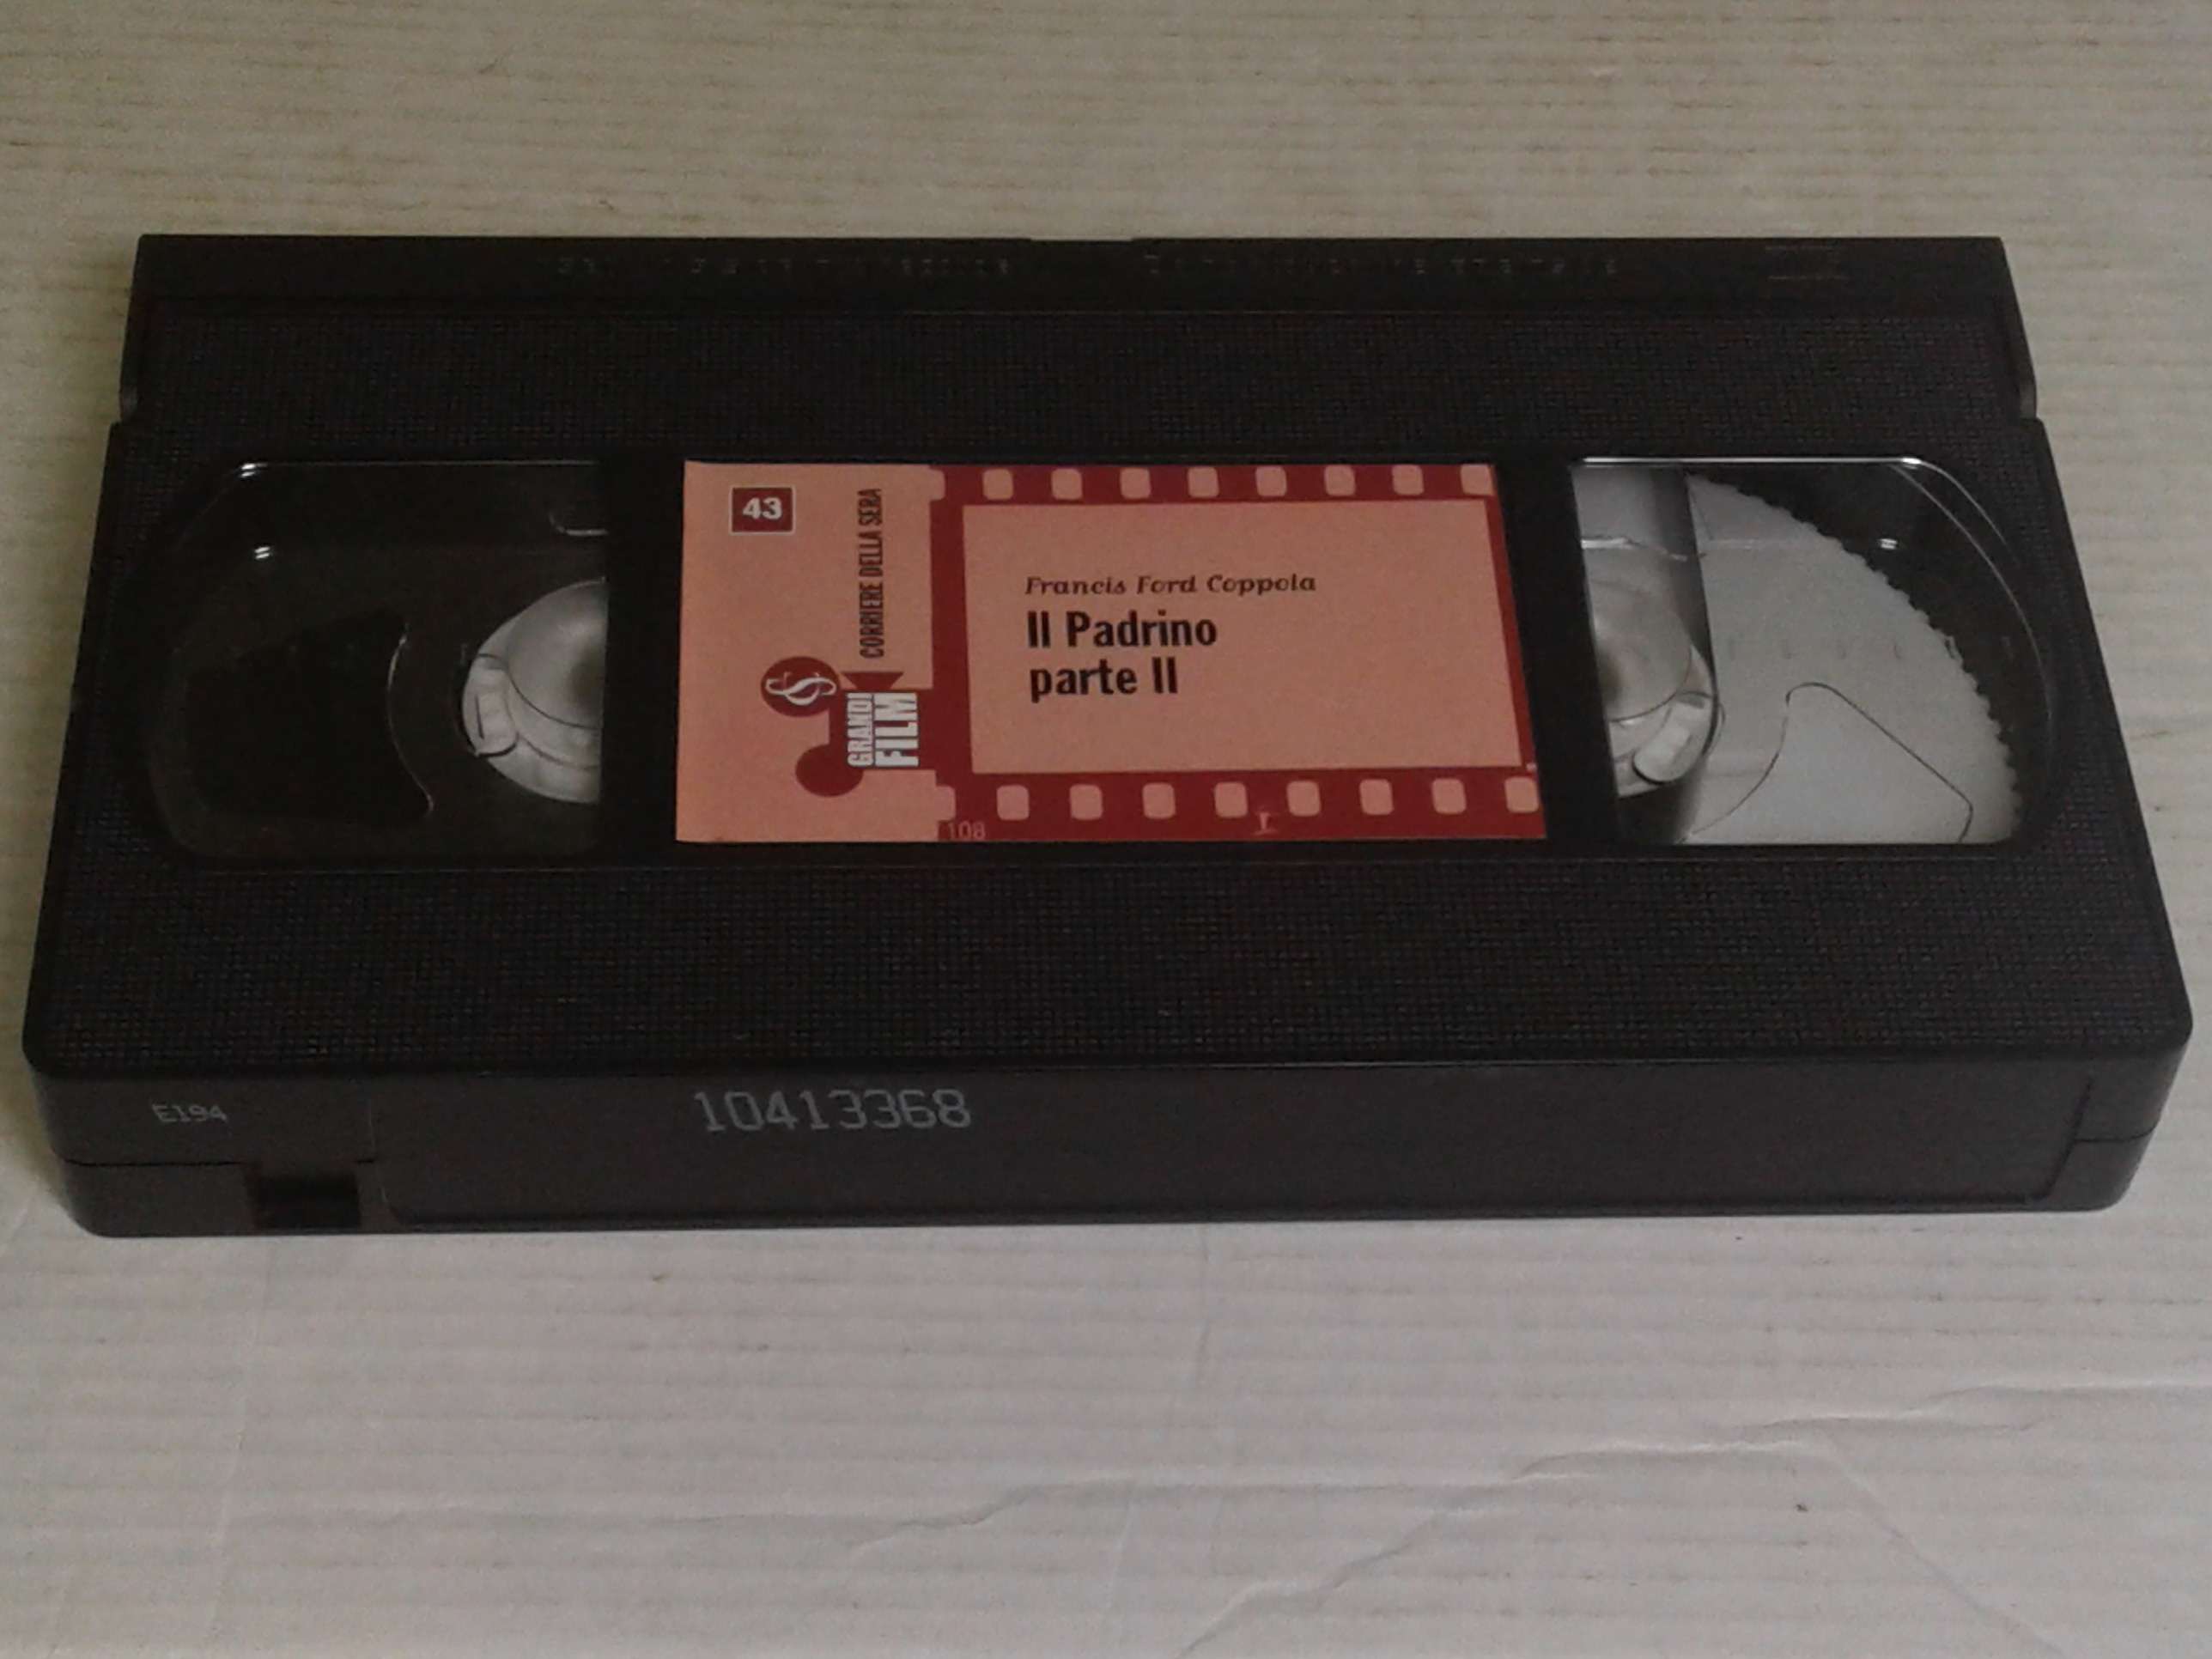 43
CORRIERE DELLA SERA
GRANDI
FILM
Francis Ford Coppola
Il Padrino
parte II
108
E194
10413368